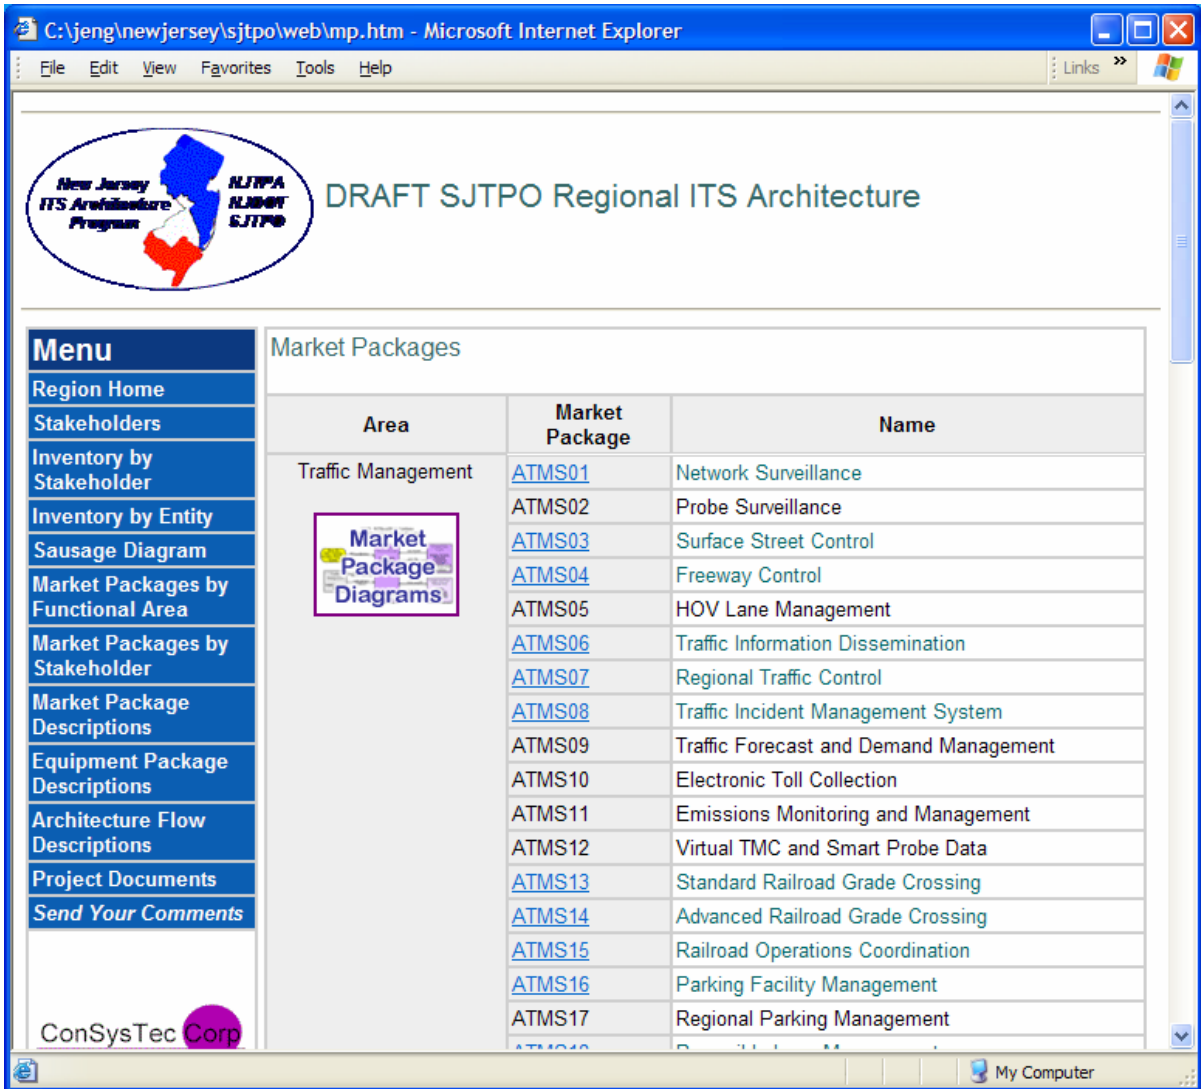 C:\jeng\newjersey\sjtpo\web\mp.htm - Microsoft Internet Explorer
File Edit View Favorites Tools Help Links »
New Jersey
ITS Architecture
Program
NJTPA
NJDOT
SJTPO
DRAFT SJTPO Regional ITS Architecture
Menu
Region Home
Stakeholders
Inventory by
Stakeholder
Inventory by Entity
Sausage Diagram
Market Packages by
Functional Area
Market Packages by
Stakeholder
Market Package
Descriptions
Equipment Package
Descriptions
Architecture Flow
Descriptions
Project Documents
Send Your Comments
ConSysTec Corp
Market Packages
Area
Market
Package
Name
Traffic Management
Market
Package
Diagrams
ATMS01 Network Surveillance
ATMS02 Probe Surveillance
ATMS03 Surface Street Control
ATMS04 Freeway Control
ATMS05 HOV Lane Management
ATMS06 Traffic Information Dissemination
ATMS07 Regional Traffic Control
ATMS08 Traffic Incident Management System
ATMS09 Traffic Forecast and Demand Management
ATMS10 Electronic Toll Collection
ATMS11 Emissions Monitoring and Management
ATMS12 Virtual TMC and Smart Probe Data
ATMS13 Standard Railroad Grade Crossing
ATMS14 Advanced Railroad Grade Crossing
ATMS15 Railroad Operations Coordination
ATMS16 Parking Facility Management
ATMS17 Regional Parking Management
My Computer